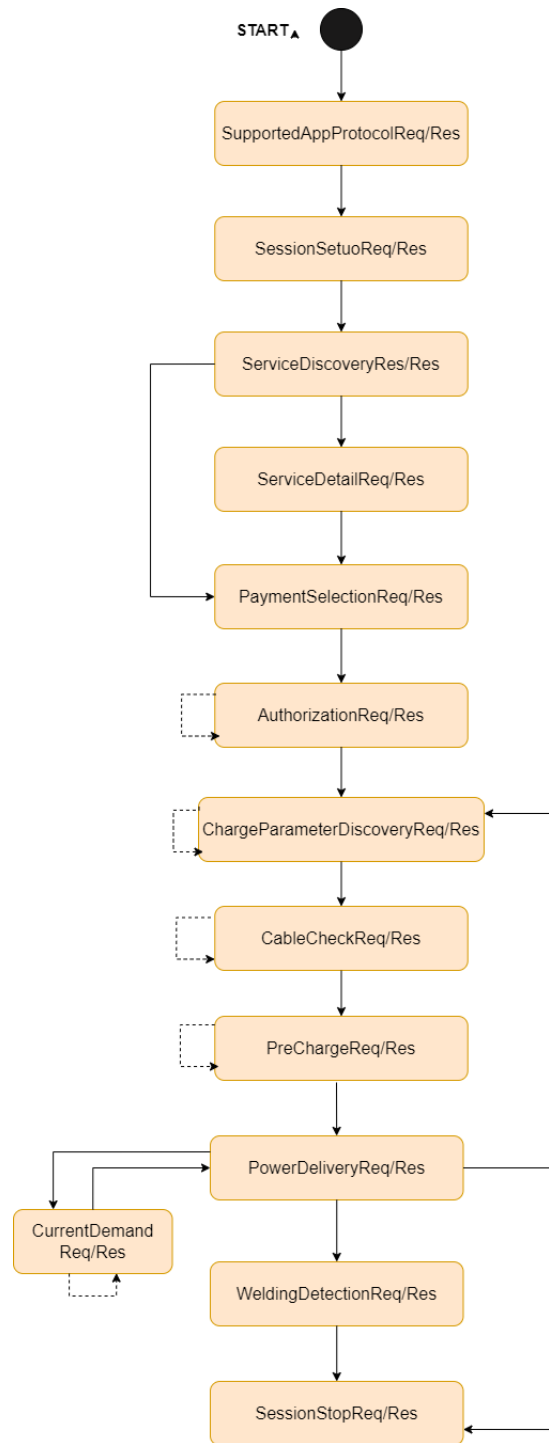 START
SupportedAppProtocolReq/Res
SessionSetuoReq/Res
ServiceDiscoveryRes/Res
ServiceDetailReq/Res
PaymentSelectionReq/Res
AuthorizationReq/Res
ChargeParameterDiscoveryReq/Res
CableCheckReq/Res
PreChargeReq/Res
PowerDeliveryReq/Res
CurrentDemand
Req/Res
WeldingDetectionReq/Res
SessionStopReq/Res